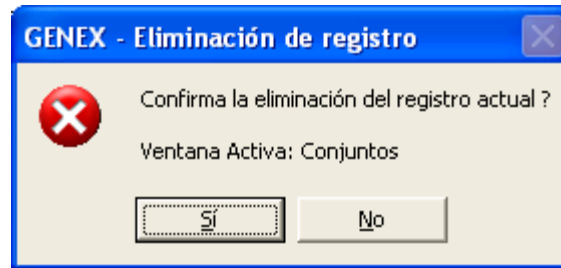 GENEX - Eliminación de registro
Confirma la eliminación del registro actual ?
Ventana Activa: Conjuntos
Sí
No